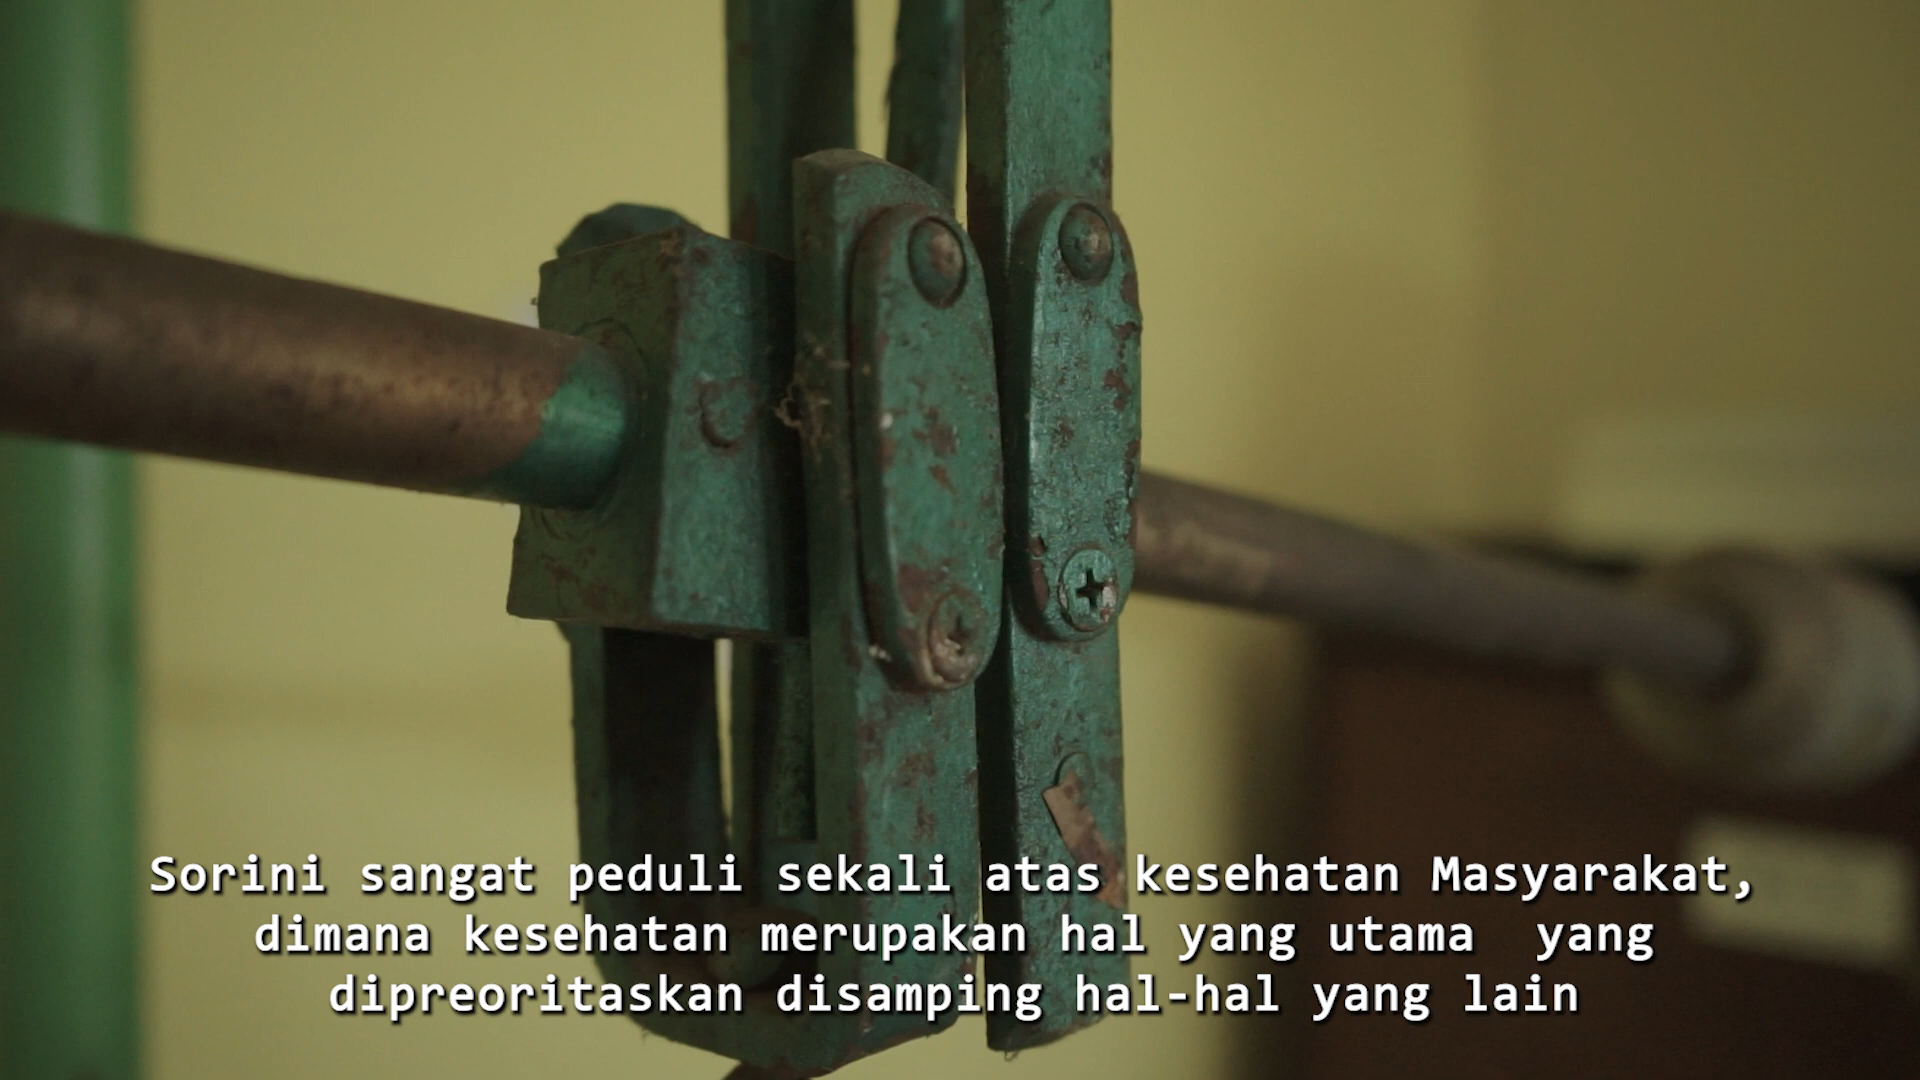 Sorini sangat peduli sekali atas kesehatan Masyarakat,
dimana kesehatan merupakan hal yang utama  yang
dipreoritaskan disamping hal-hal yang lain